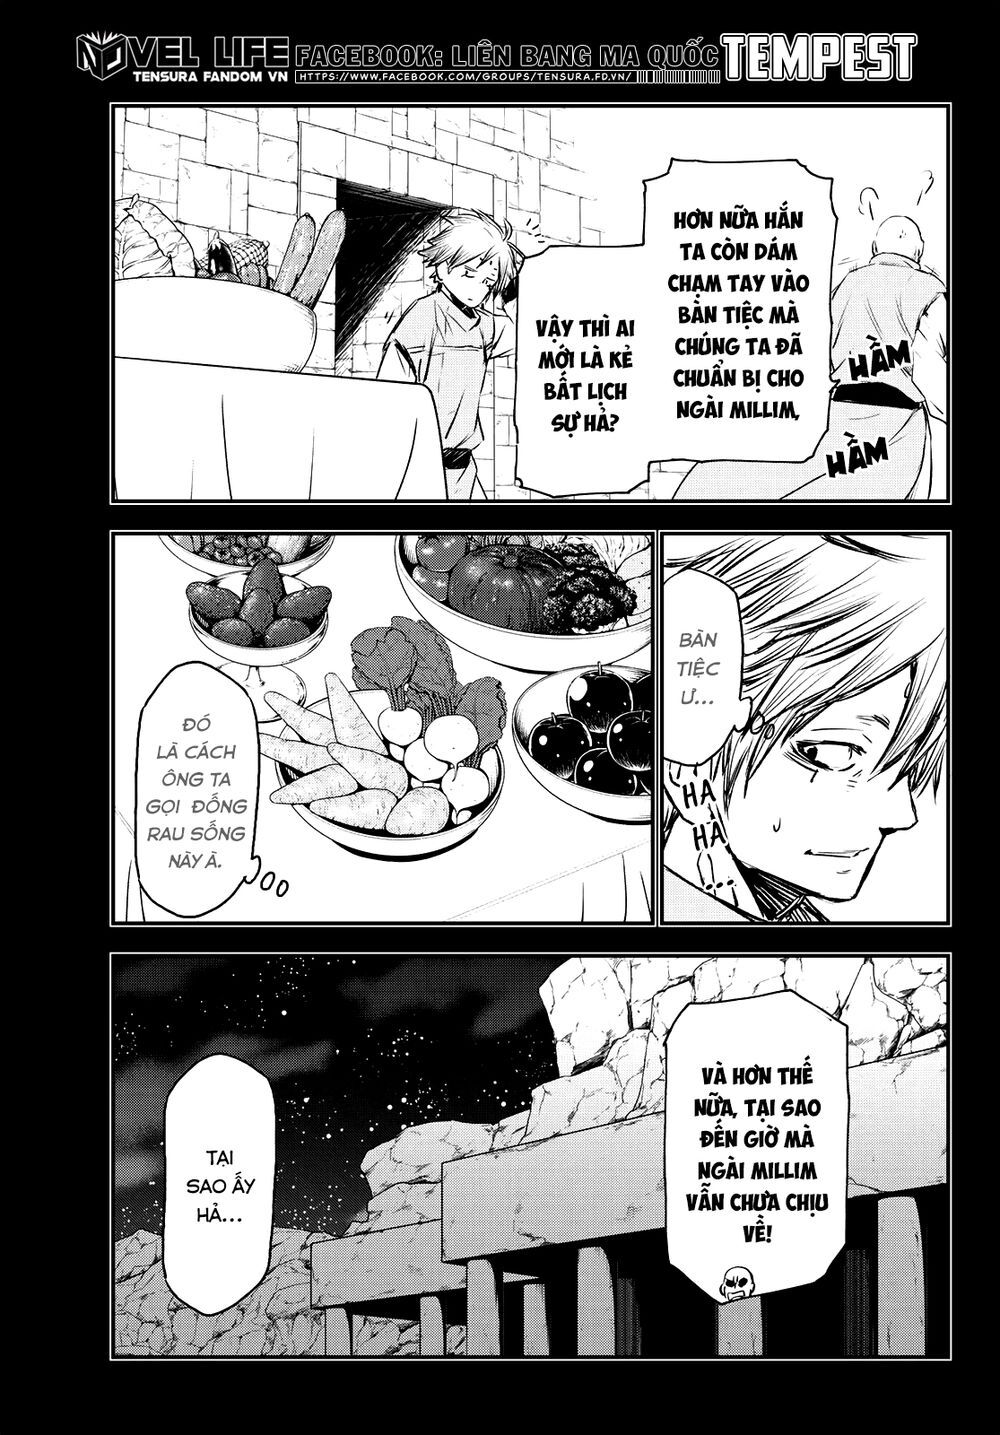 NOVEL LIFE
TENSURA FANDOM VN
FACEBOOK: LIÊN BANG MA QUỐC
HTTPS://WWW.FACEBOOK.COM/GROUPS/TENSURA.FD.VN/
TEMPEST
HƠN NỮA HẮN
TA CÒN DÁM
CHẠM TAY VÀO
BÀN TIỆC MÀ
CHÚNG TA ĐÃ
CHUẨN BỊ CHO
NGÀI MILLIM,
VẬY THÌ AI
MỚI LÀ KẺ
BẤT LỊCH
SỰ HẢ?
HẦM
HẦM
BÀN
TIỆC
Ư...
HA
HA
ĐÓ
LÀ CÁCH
ÔNG TA
GỌI ĐỐNG
RAU SỐNG
NÀY À.
VÀ HƠN THẾ
NỮA, TẠI SAO
ĐẾN GIỜ MÀ
NGÀI MILLIM
VẪN CHƯA CHỊU
VỀ!
TẠI
SAO ẤY
HẢ...